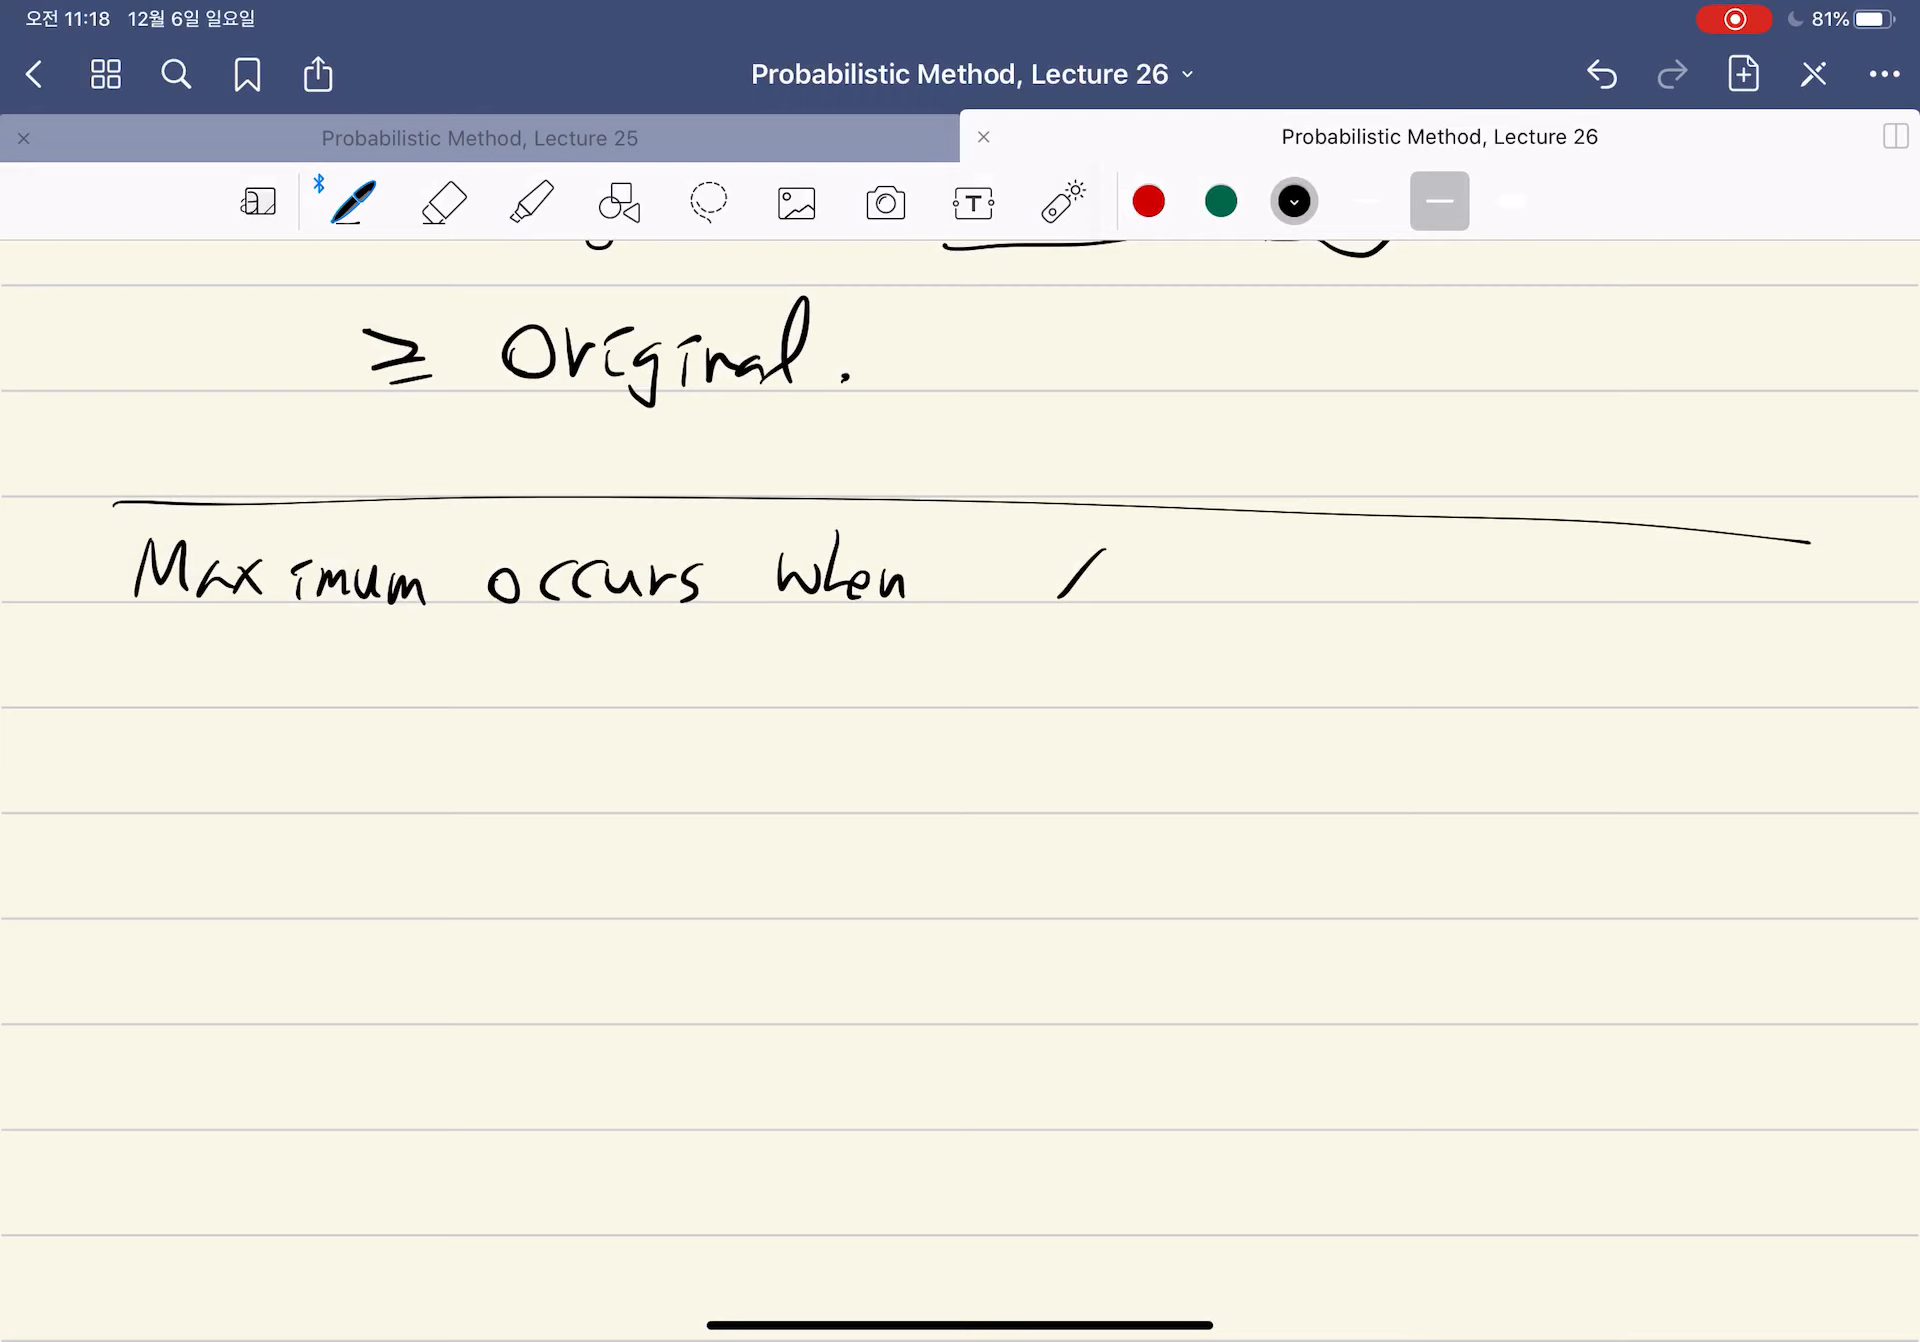 오전 11:18 12월 6일 일요일 81%
Probabilistic Method, Lecture 26
Probabilistic Method, Lecture 25 Probabilistic Method, Lecture 26
T
≥ Original.
Maximum occurs when